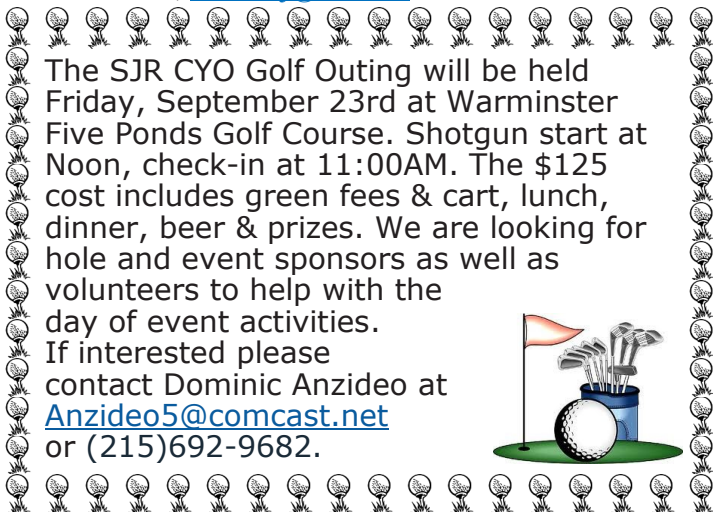 The SJR CYO Golf Outing will be held
Friday, September 23rd at Warminster
Five Ponds Golf Course. Shotgun start at
Noon, check-in at 11:00AM. The $125
cost includes green fees & cart, lunch,
dinner, beer & prizes. We are looking for
hole and event sponsors as well as
volunteers to help with the
day of event activities.
If interested please
contact Dominic Anzideo at
Anzideo5@comcast.net
or (215)692-9682.